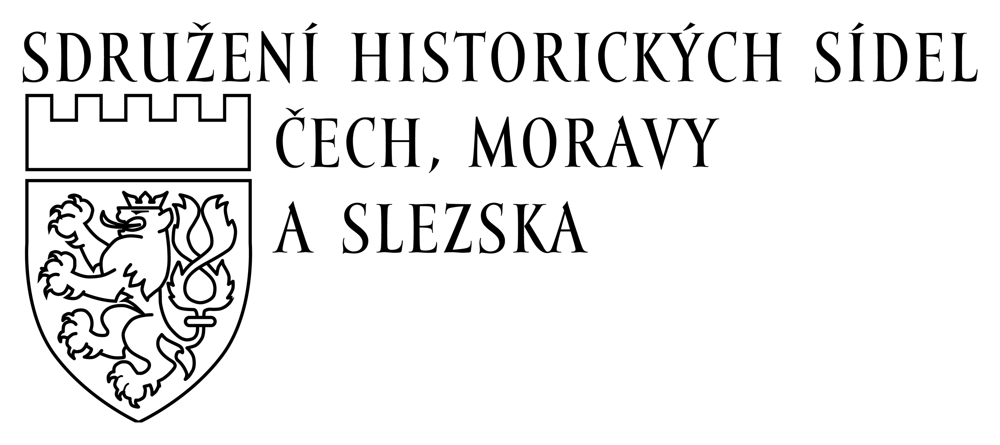 SDRUŽENÍ HISTORICKÝCH SÍDEL
ČECH, MORAVY
A SLEZSKA